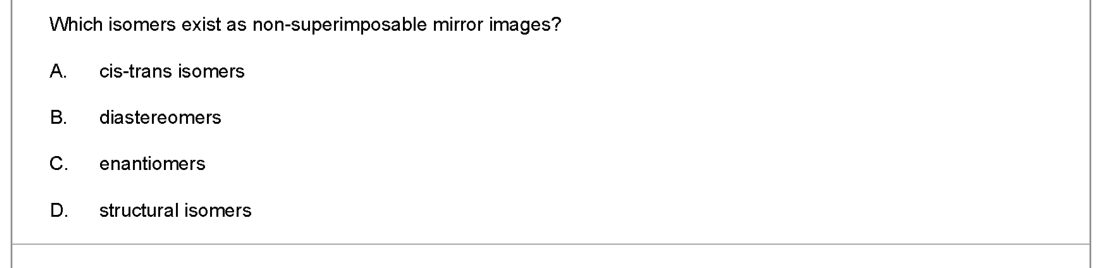 Which isomers exist as non-superimposable mirror images?
A. cis-trans isomers
B. diastereomers
C. enantiomers
D. structural isomers